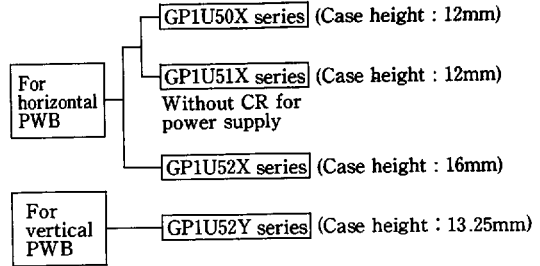 GP1U50X series (Case height : 12mm)
For
horizontal
PWB
GP1U51X series (Case height : 12mm)
Without CR for
power supply
GP1U52X series (Case height : 16mm)
For
vertical
PWB
GP1U52Y series (Case height : 13.25mm)